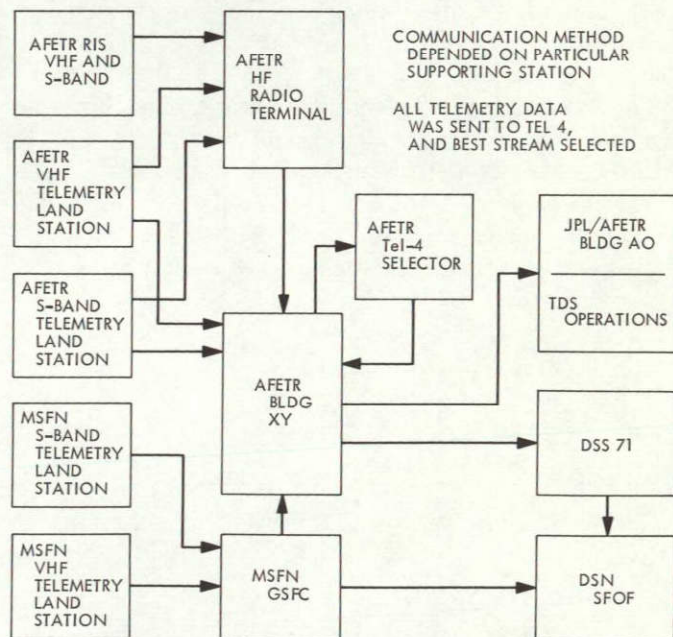 AFETR RIS
VHF AND
S-BAND
AFETR
HF
RADIO
TERMINAL
COMMUNICATION METHOD
DEPENDED ON PARTICULAR
SUPPORTING STATION
ALL TELEMETRY DATA
WAS SENT TO TEL 4,
AND BEST STREAM SELECTED
AFETR
VHF
TELEMETRY
LAND
STATION
AFETR
Tel-4
SELECTOR
JPL/AFETR
BLDG AO
TDS
OPERATIONS
AFETR
S-BAND
TELEMETRY
LAND
STATION
AFETR
BLDG
XY
MSFN
S-BAND
TELEMETRY
LAND
STATION
DSS 71
MSFN
VHF
TELEMETRY
LAND
STATION
MSFN
GSFC
DSN
SFOF